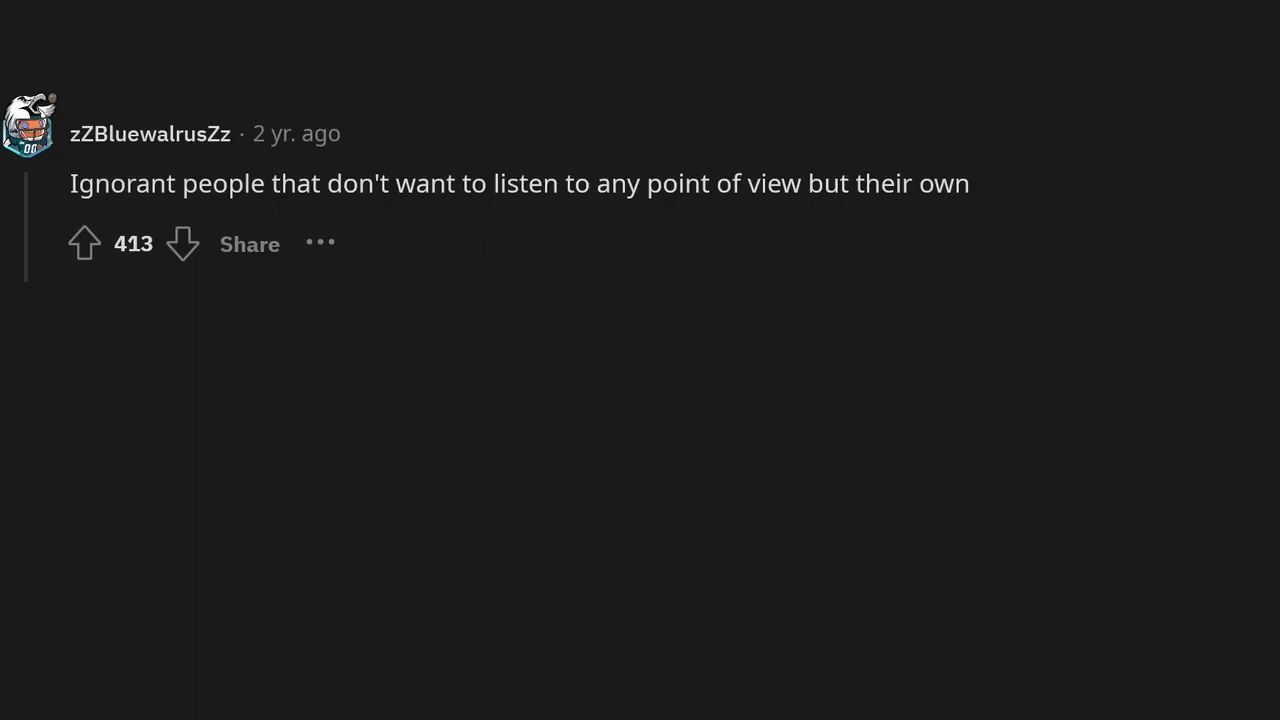 zZBluewalrusZz · 2 yr. ago
Ignorant people that don't want to listen to any point of view but their own
413 Share •••